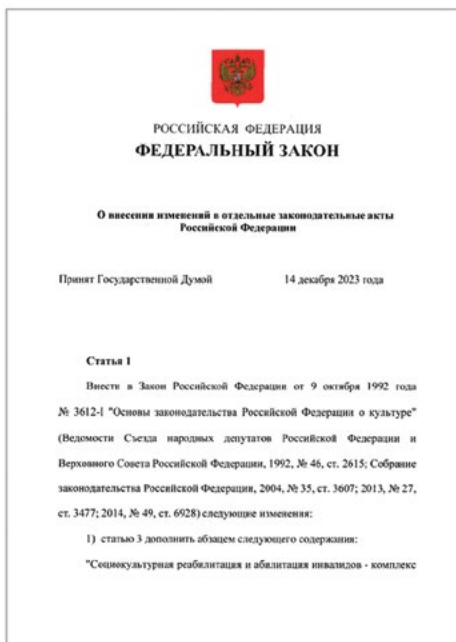 РОССИЙСКАЯ ФЕДЕРАЦИЯ
ФЕДЕРАЛЬНЫЙ ЗАКОН
О внесении изменений в отдельные законодательные акты
Российской Федерации
Принят Государственной Думой 14 декабря 2023 года
Статья 1
Внести в Закон Российской Федерации от 9 октября 1992 года
№ 3612-I "Основы законодательства Российской Федерации о культуре"
(Ведомости Съезда народных депутатов Российской Федерации и
Верховного Совета Российской Федерации, 1992, № 46, ст. 2615; Собрание
законодательства Российской Федерации, 2004, № 35, ст. 3607; 2013, № 27,
ст. 3477; 2014, № 49, ст. 6928) следующие изменения:
1) статью 3 дополнить абзацем следующего содержания:
"Социокультурная реабилитация и абилитация инвалидов - комплекс